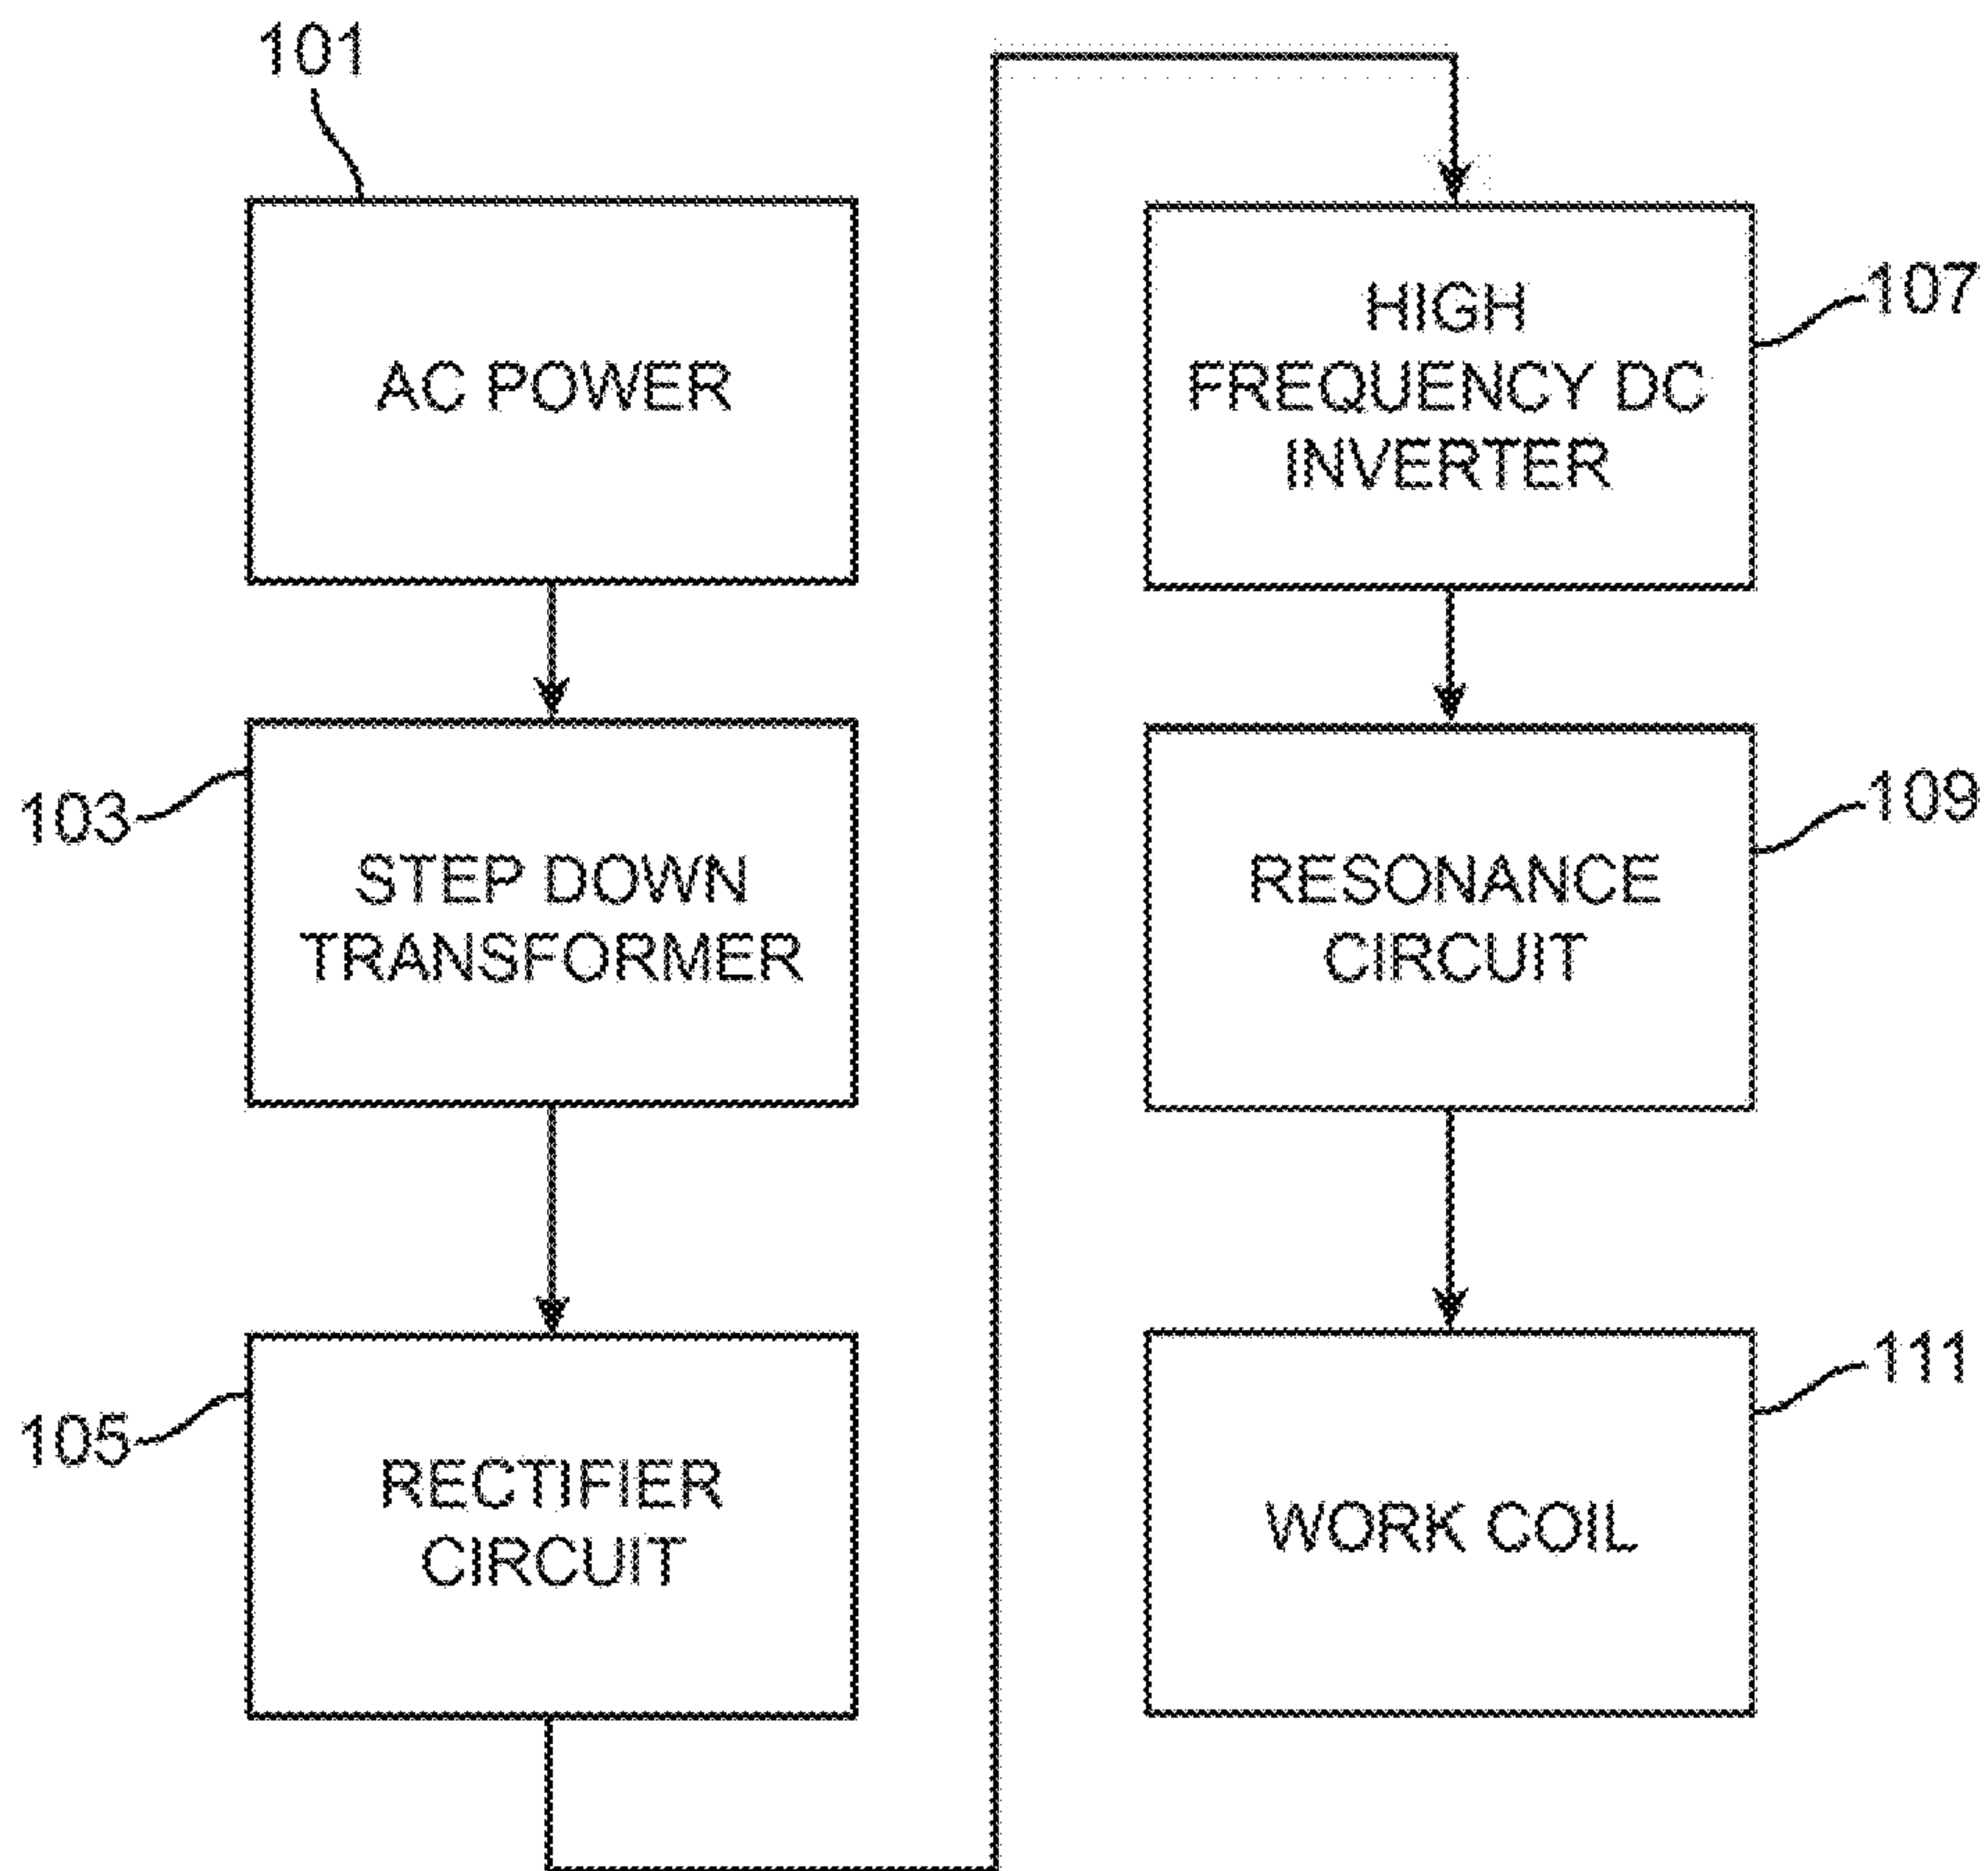 101
AC POWER
103
STEP DOWN
TRANSFORMER
105
RECTIFIER
CIRCUIT
HIGH
FREQUENCY DC
INVERTER
107
RESONANCE
CIRCUIT
109
WORK COIL
111